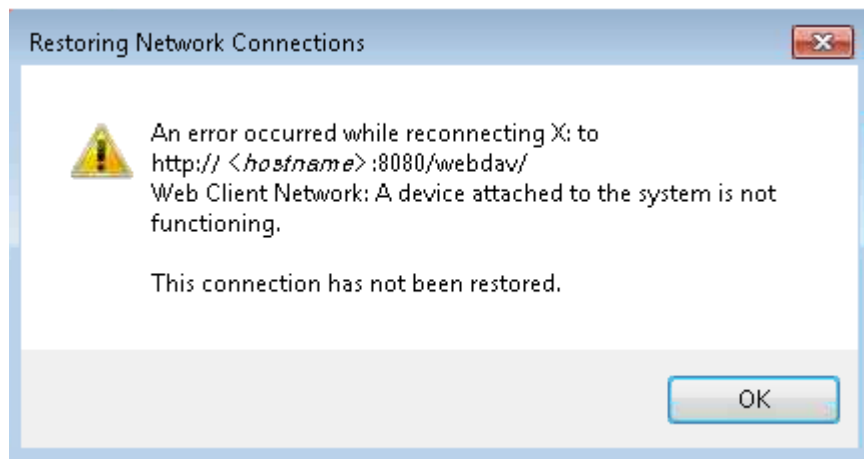 Restoring Network Connections
An error occurred while reconnecting X: to
http:// <hostname> :8080/webdav/
Web Client Network: A device attached to the system is not
functioning.
This connection has not been restored.
OK